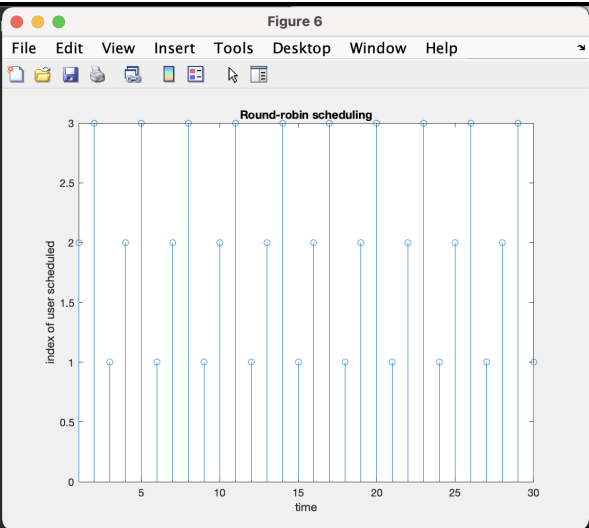 Figure 6
File Edit View Insert Tools Desktop Window Help
Round-robin scheduling
3
2.5
2
1.5
1
0.5
0
index of user scheduled
5 10 15 20 25 30
time